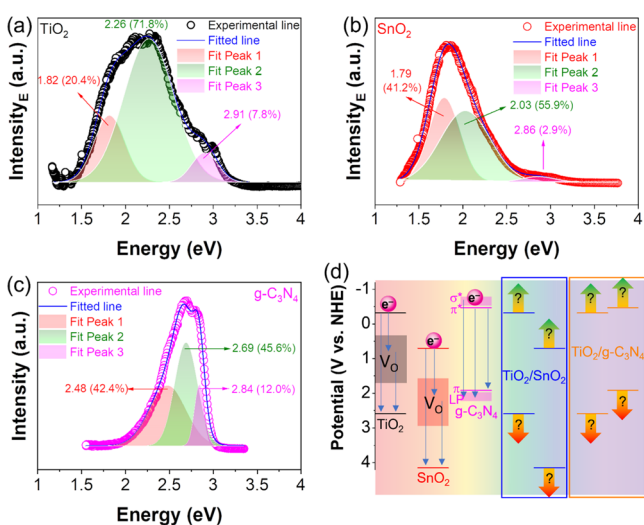 (a)
TiO2
2.26 (71.8%)
Experimental line
Fitted line
Fit Peak 1
Fit Peak 2
Fit Peak 3
1.82 (20.4%)
2.91 (7.8%)
IntensityE (a.u.)
1 1.5 2 2.5 3 3.5 4
Energy (eV)
(b)
SnO2
Experimental line
Fitted line
Fit Peak 1
Fit Peak 2
Fit Peak 3
1.79
(41.2%)
2.03 (55.9%)
2.86 (2.9%)
IntensityE (a.u.)
1 1.5 2 2.5 3 3.5 4
Energy (eV)
(c)
g-C3N4
Experimental line
Fitted line
Fit Peak 1
Fit Peak 2
Fit Peak 3
2.69 (45.6%)
2.48 (42.4%)
2.84 (12.0%)
Intensity (a.u.)
1 1.5 2 2.5 3 3.5 4
Energy (eV)
(d)
Potential (V vs. NHE)
-1
0
1
2
3
4
e-
VO
TiO2
e-
VO
SnO2
σ*
π*
e-
π
LP
g-C3N4
? ? ? ?
TiO2/SnO2
TiO2/g-C3N4
? ? ? ?